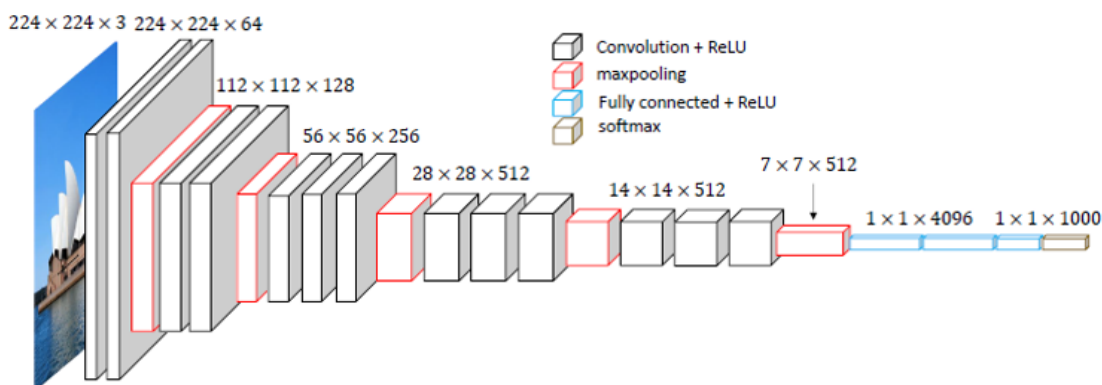 224 × 224 × 3
224 × 224 × 64
112 × 112 × 128
56 × 56 × 256
28 × 28 × 512
14 × 14 × 512
7 × 7 × 512
1 × 1 × 4096
1 × 1 × 1000
Convolution + ReLU
maxpooling
Fully connected + ReLU
softmax